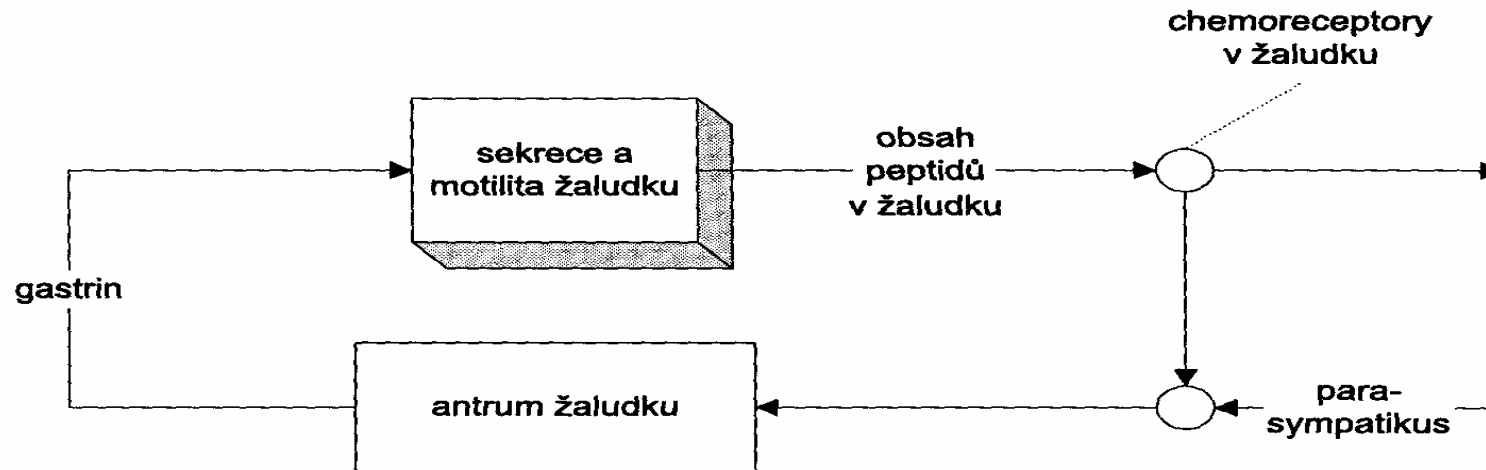 chemoreceptory
v žaludku
sekrece a
motilita žaludku
obsah
peptidů
v žaludku
gastrin
antrum žaludku
para-
sympatikus